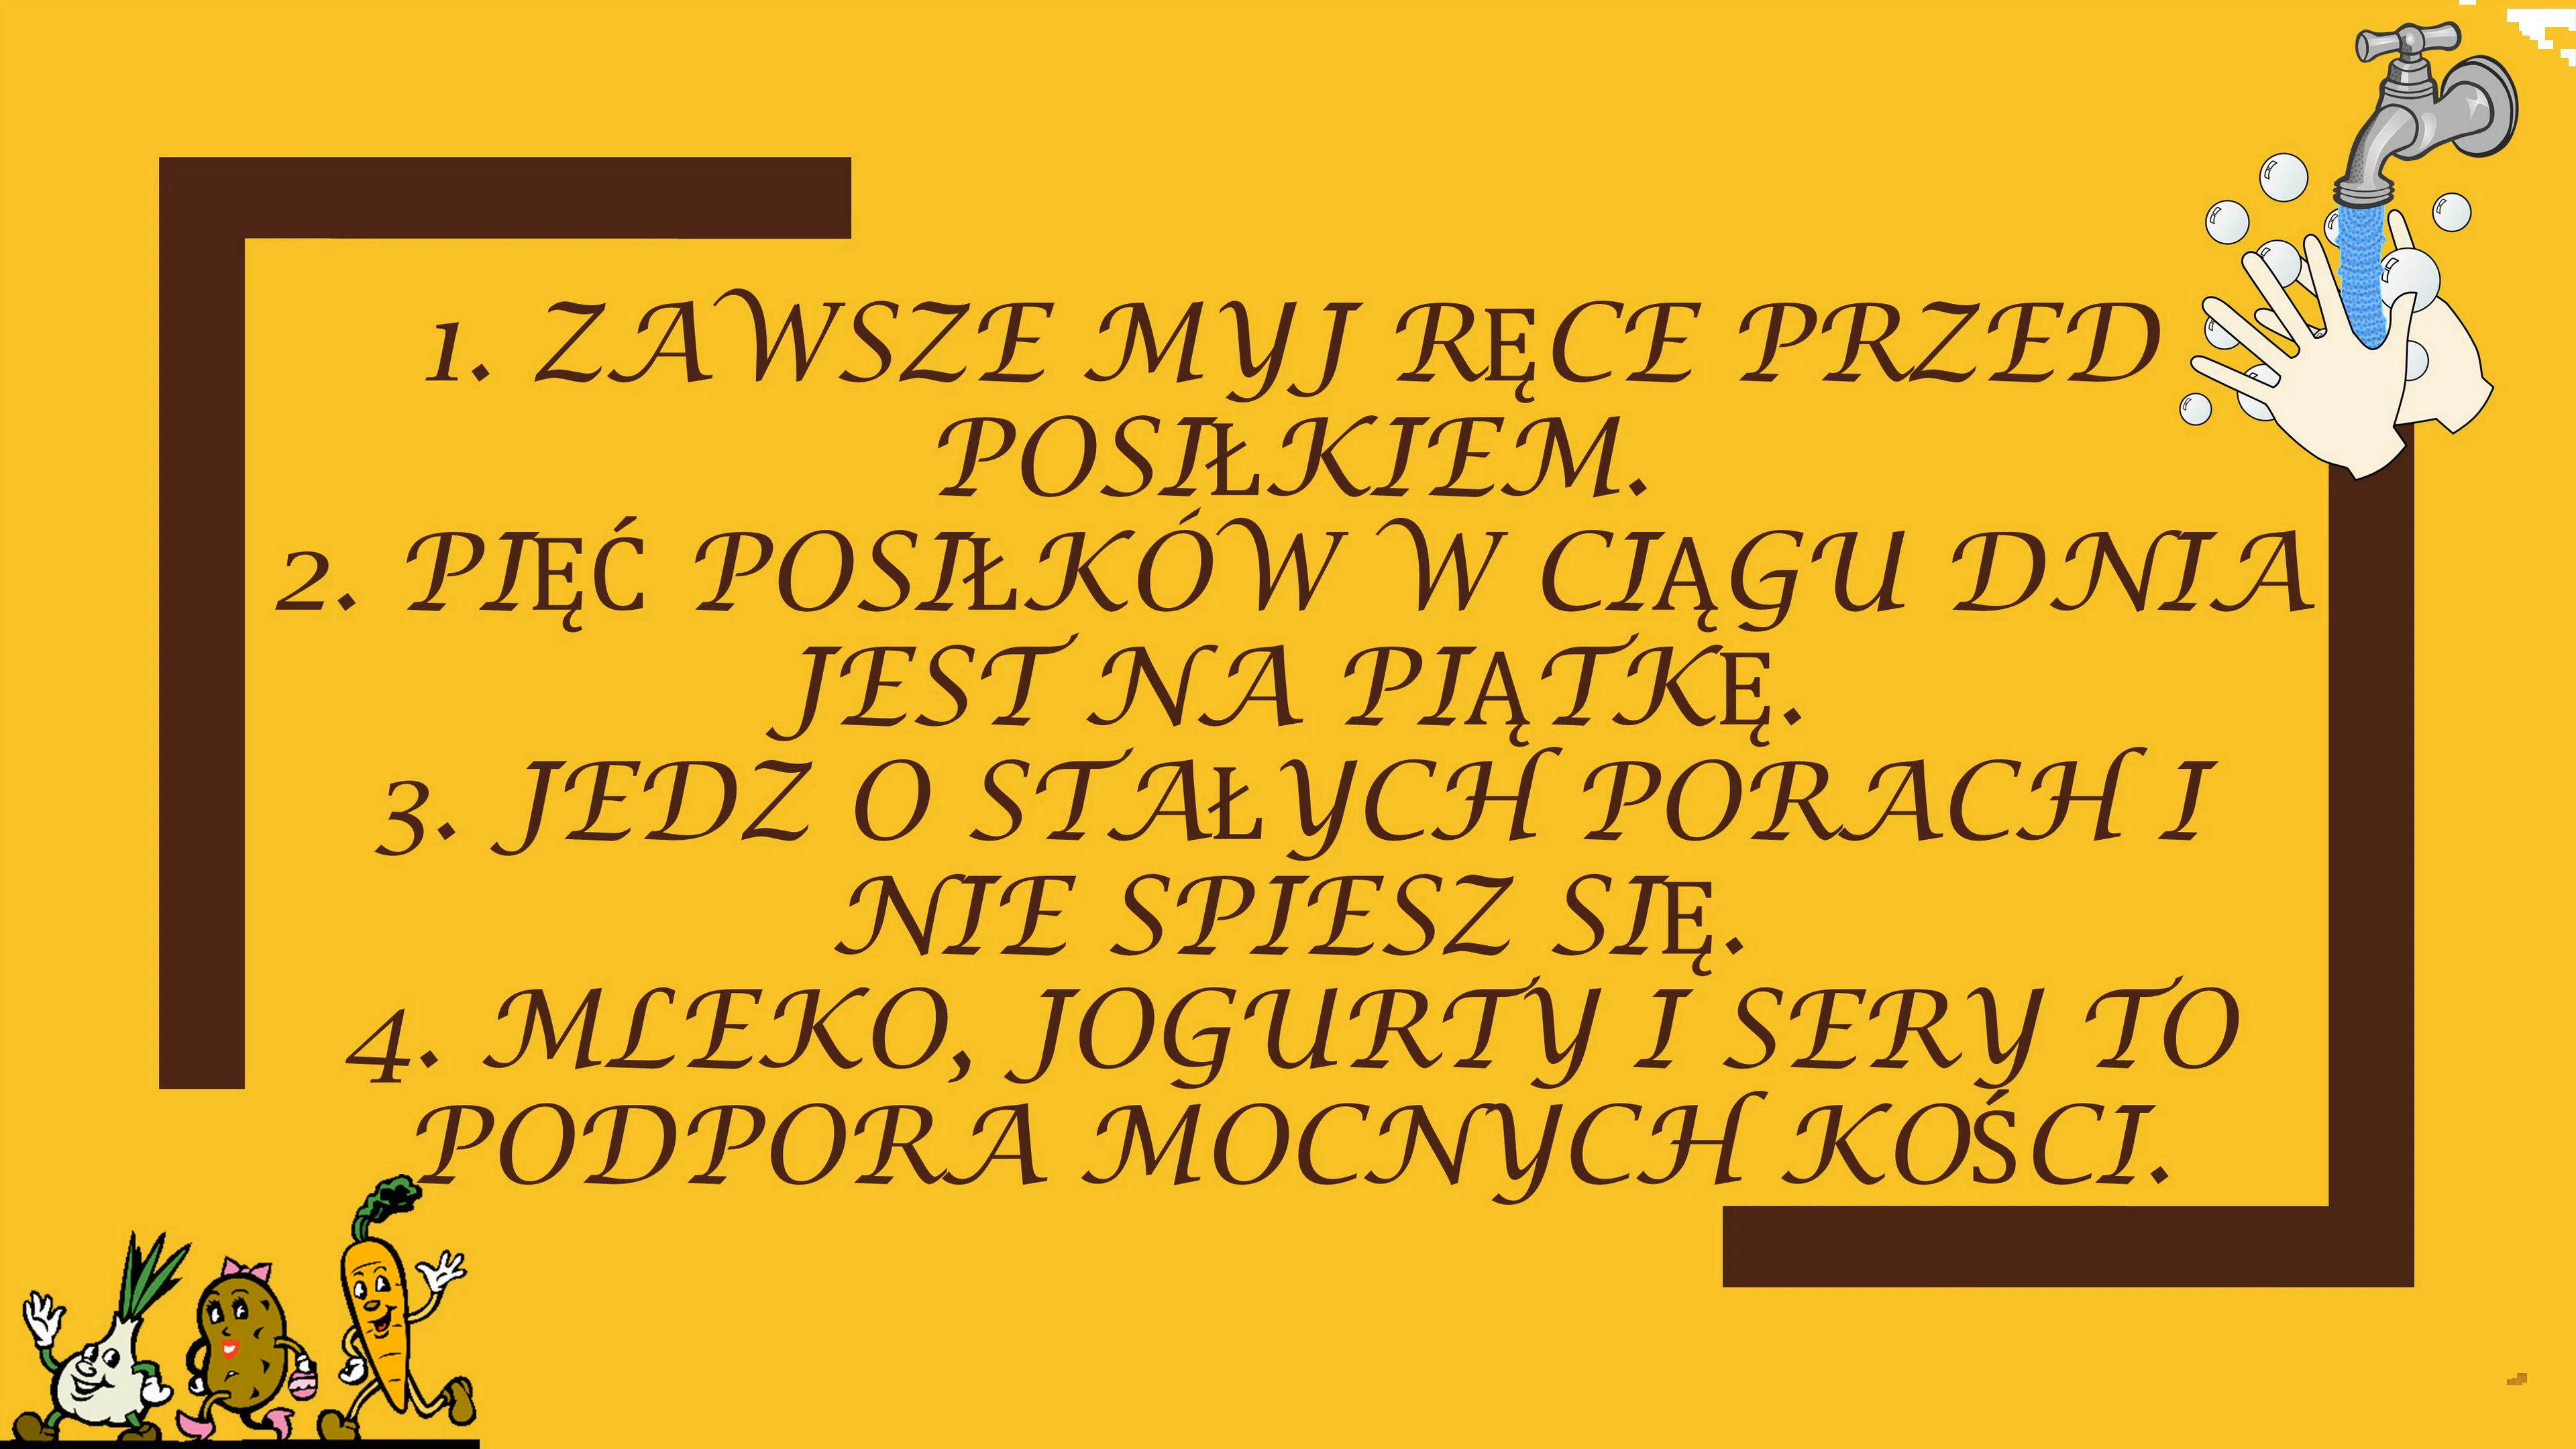 1. ZAWSZE MYJ RĘCE PRZED
POSIŁKIEM.
2. PIĘĆ POSIŁKÓW W CIĄGU DNIA
JEST NA PIĄTKĘ.
3. JEDZ O STAŁYCH PORACH I
NIE SPIESZ SIĘ.
4. MLEKO, JOGURTY I SERY TO
PODPORA MOCNYCH KOŚCI.